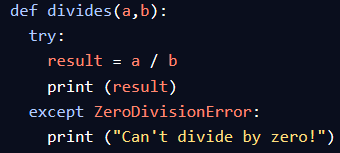 def divides(a,b):
  try:
    result = a / b
    print (result)
  except ZeroDivisionError:
    print ("Can't divide by zero!")